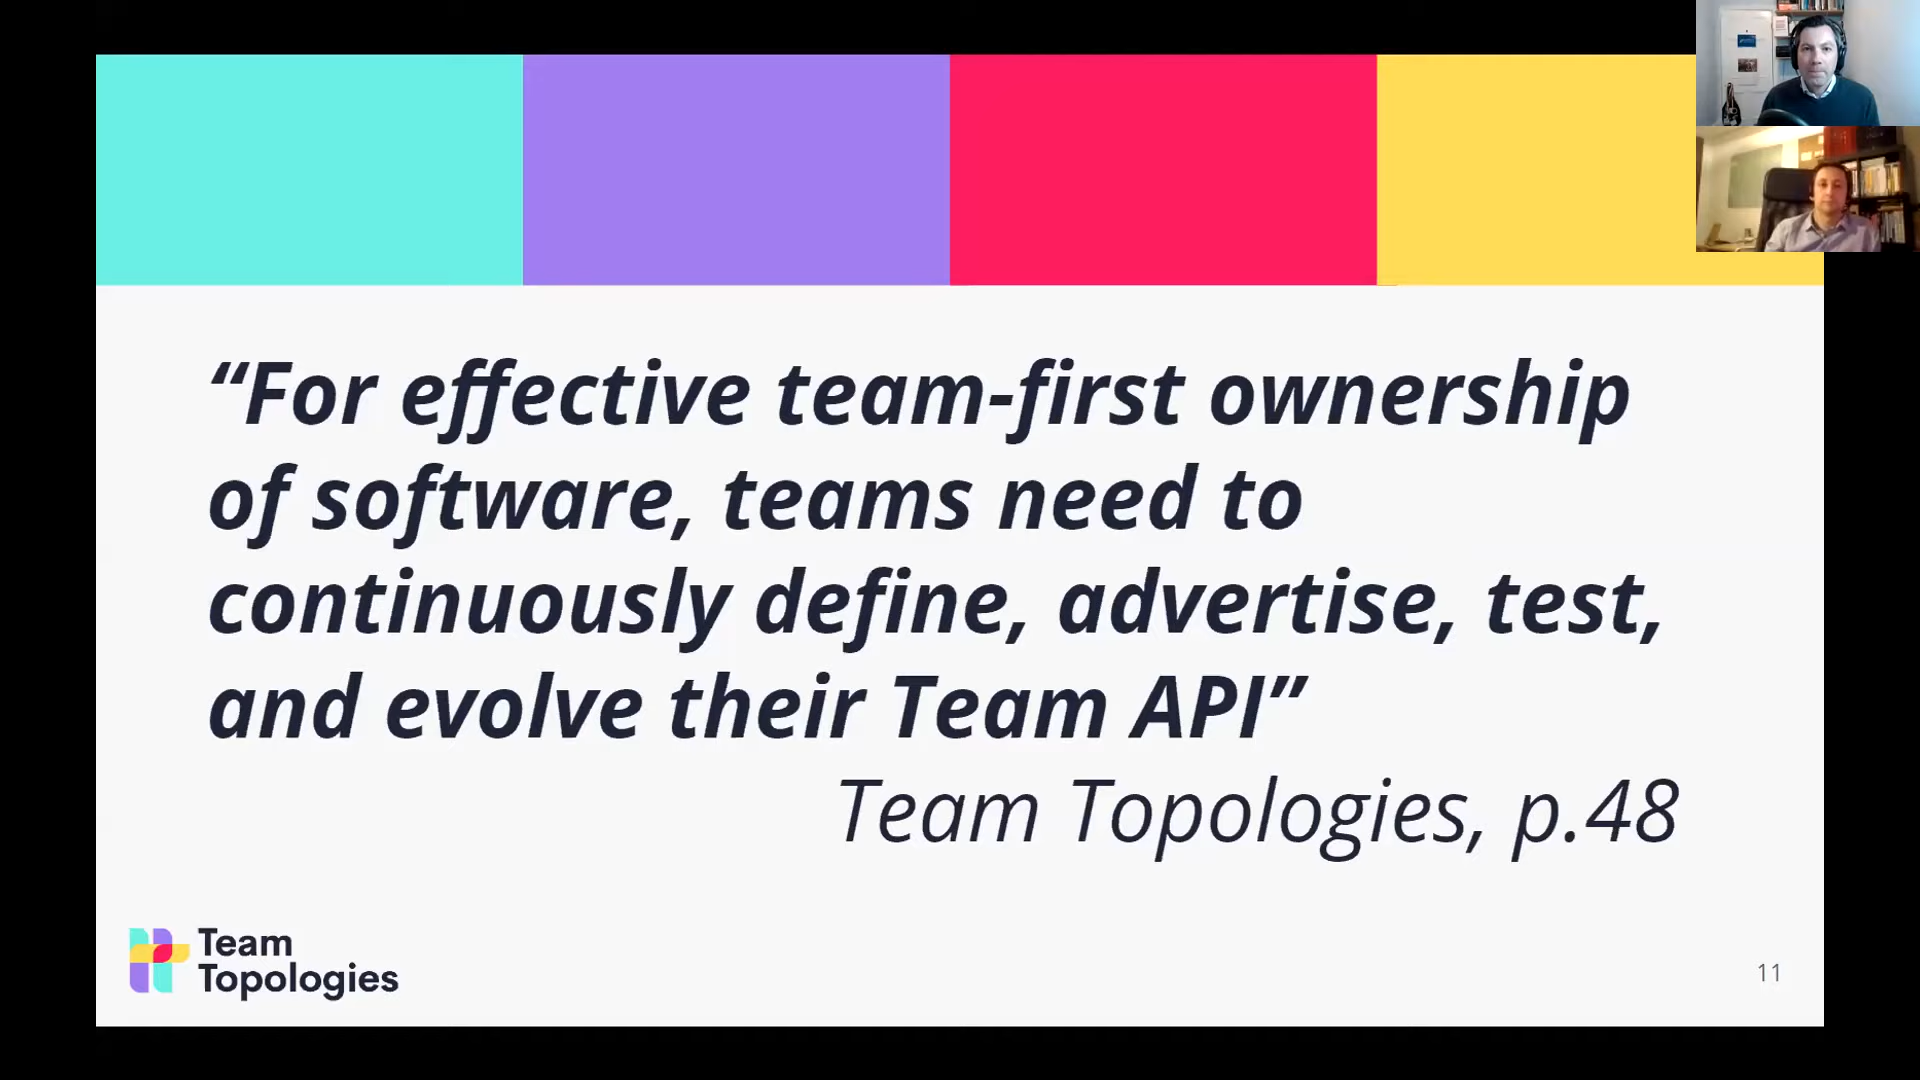 “For effective team-first ownership
of software, teams need to
continuously define, advertise, test,
and evolve their Team API”
Team Topologies, p.48
Team
Topologies
11